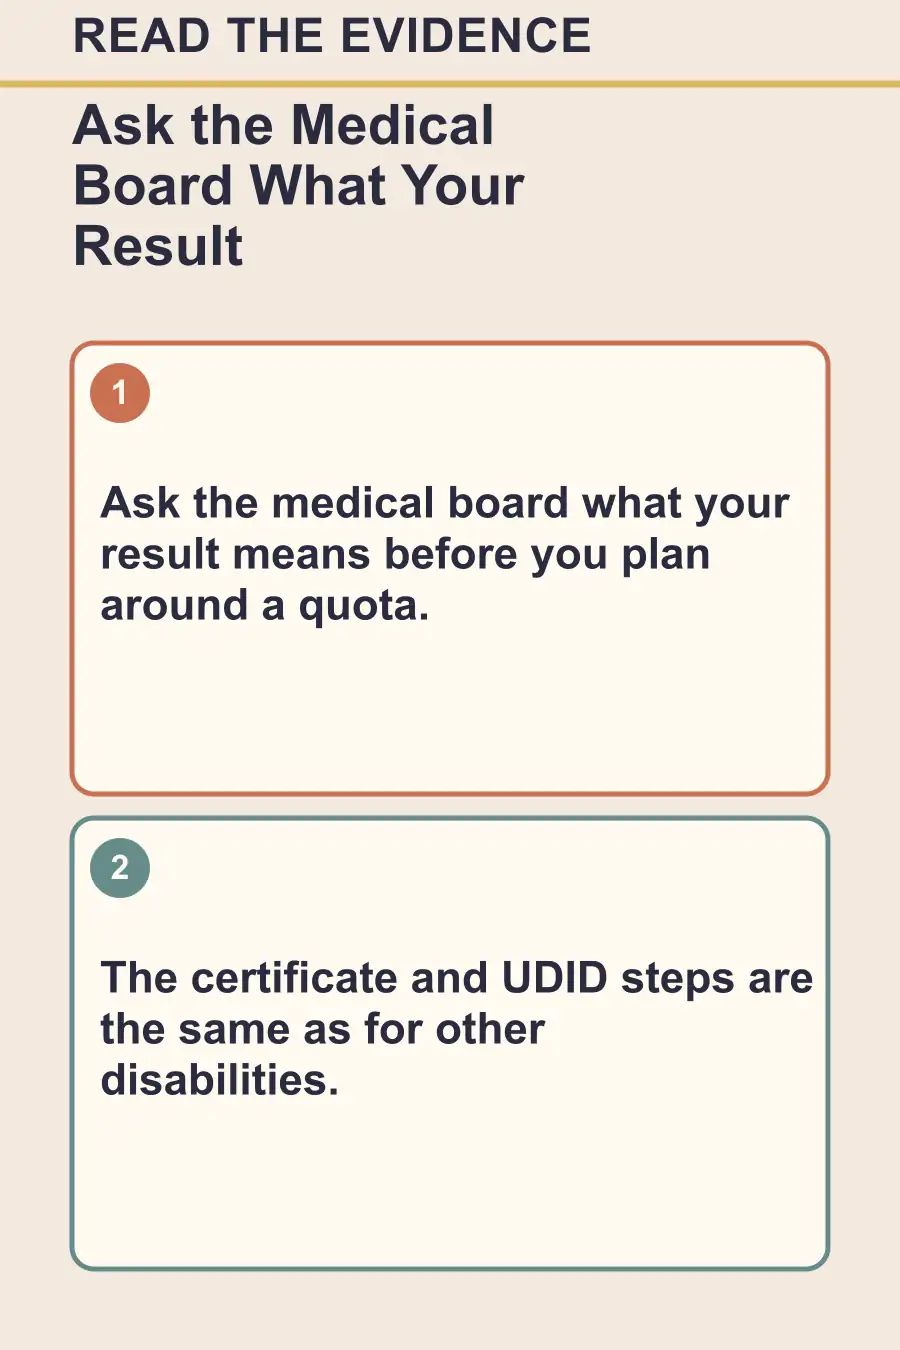 READ THE EVIDENCE
Ask the Medical
Board What Your
Result
1
Ask the medical board what your
result means before you plan
around a quota.
2
The certificate and UDID steps are
the same as for other
disabilities.